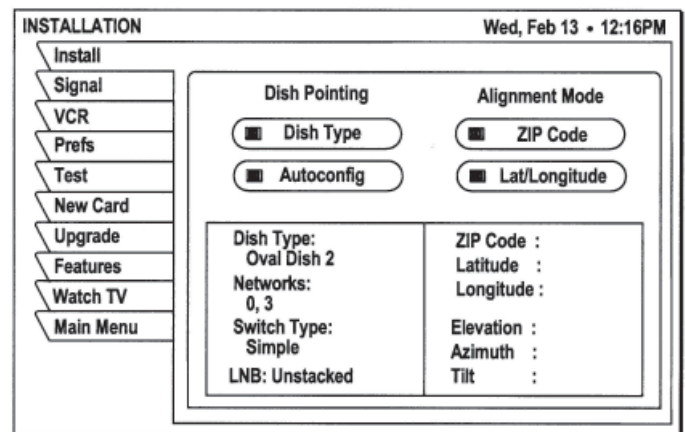 INSTALLATION
Wed, Feb 13 • 12:16PM
Install
Signal
VCR
Prefs
Test
New Card
Upgrade
Features
Watch TV
Main Menu
Dish Pointing
Dish Type
Autoconfig
Alignment Mode
ZIP Code
Lat/Longitude
Dish Type:
Oval Dish 2
Networks:
0, 3
Switch Type:
Simple
LNB: Unstacked
ZIP Code :
Latitude :
Longitude :
Elevation :
Azimuth :
Tilt :